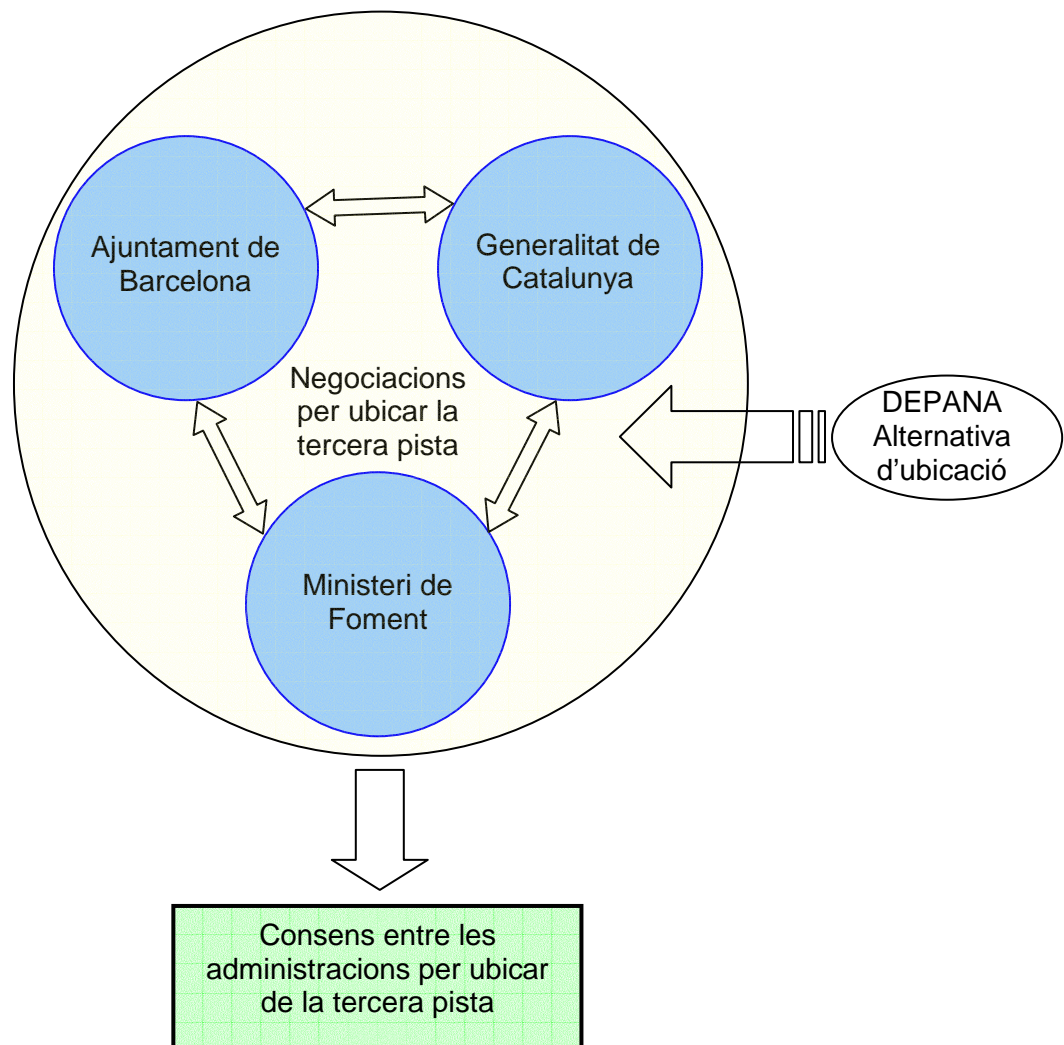 Ajuntament de
Barcelona
Generalitat de
Catalunya
Negociacions
per ubicar la
tercera pista
DEPANA
Alternativa
d'ubicació
Ministeri de
Foment
Consens entre les
administracions per ubicar
de la tercera pista